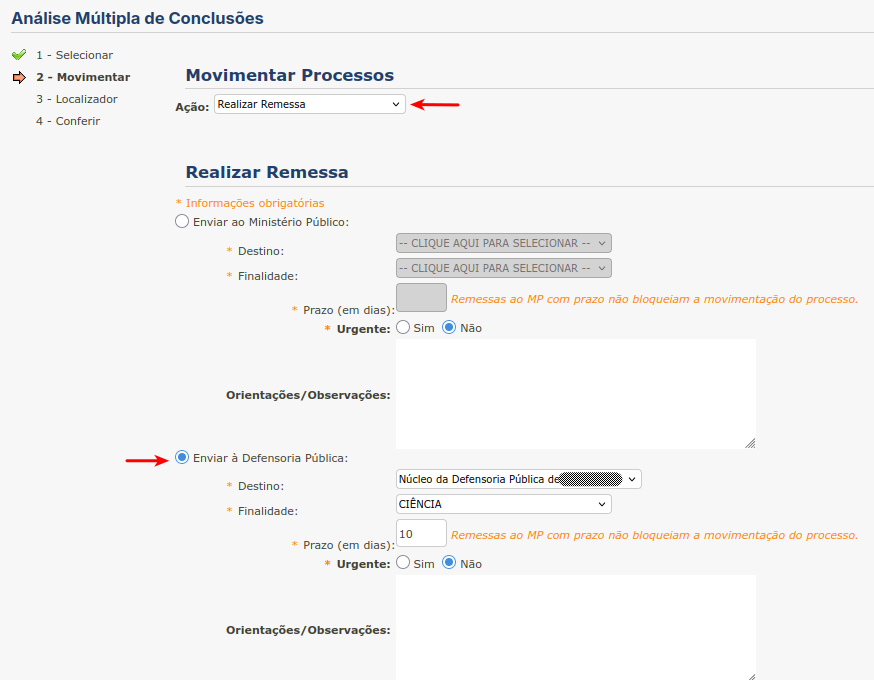 Análise Múltipla de Conclusões
1 - Selecionar
2 - Movimentar
3 - Localizador
4 - Conferir
Movimentar Processos
Ação: Realizar Remessa
Realizar Remessa
* Informações obrigatórias
Enviar ao Ministério Público:
* Destino: -- CLIQUE AQUI PARA SELECIONAR --
* Finalidade: -- CLIQUE AQUI PARA SELECIONAR --
* Prazo (em dias): Remessas ao MP com prazo não bloqueiam a movimentação do processo.
* Urgente: Sim Não
Orientações/Observações:
Enviar à Defensoria Pública:
* Destino: Núcleo da Defensoria Pública de
* Finalidade: CIÊNCIA
* Prazo (em dias): 10 Remessas ao MP com prazo não bloqueiam a movimentação do processo.
* Urgente: Sim Não
Orientações/Observações: